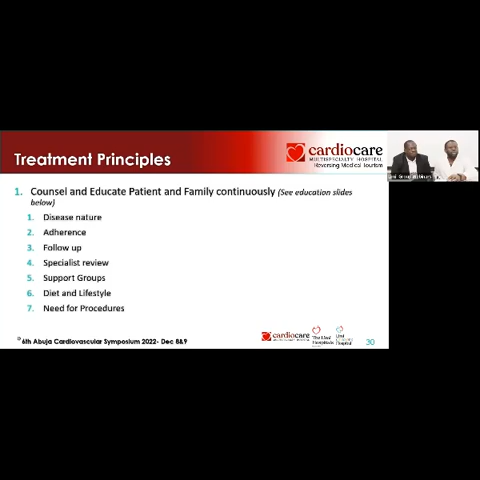 Treatment Principles
cardiocare
MULTISPECIALTY HOSPITAL
Reversing Medical Tourism
1. Counsel and Educate Patient and Family continuously (See education slides
below)
1. Disease nature
2. Adherence
3. Follow up
4. Specialist review
5. Support Groups
6. Diet and Lifestyle
7. Need for Procedures
6th Abuja Cardiovascular Symposium 2022- Dec 8&9
cardiocare
30